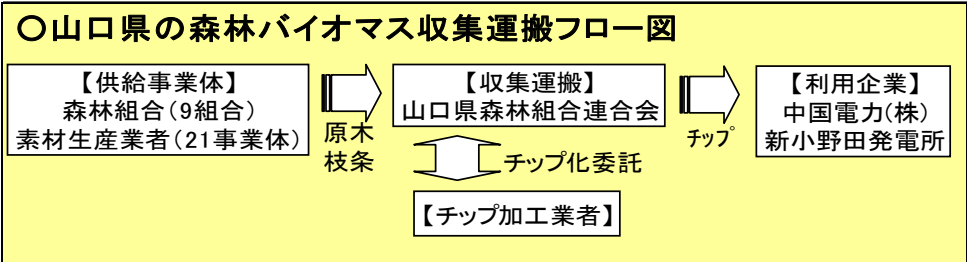 〇山口県の森林バイオマス収集運搬フロー図
【供給事業体】
森林組合(9組合)
素材生産業者(21事業体)
原木
枝条
【収集運搬】
山口県森林組合連合会
チップ
【利用企業】
中国電力(株)
新小野田発電所
チップ化委託
【チップ加工業者】